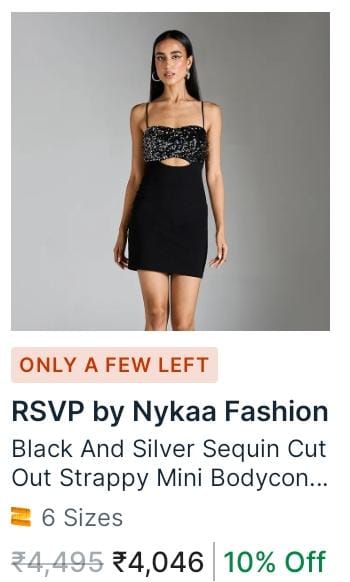 ONLY A FEW LEFT
RSVP by Nykaa Fashion
Black And Silver Sequin Cut
Out Strappy Mini Bodycon...
6 Sizes
₹4,495 ₹4,046 10% Off